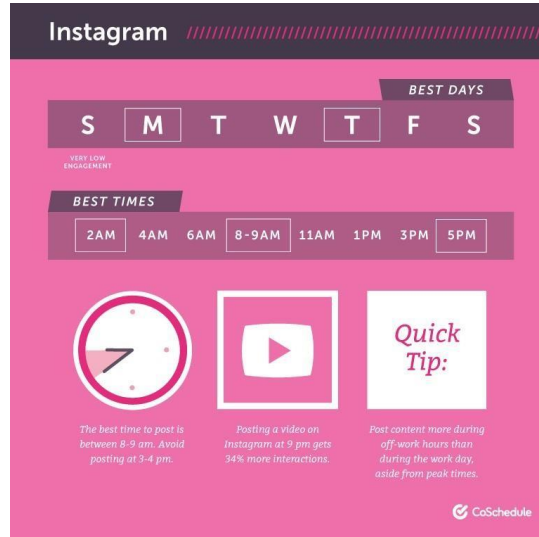 Instagram
BEST DAYS
S M T W T F S
VERY LOW
ENGAGEMENT
BEST TIMES
2AM 4AM 6AM 8-9AM 11AM 1PM 3PM 5PM
The best time to post is
between 8-9 am. Avoid
posting at 3-4 pm.
Posting a video on
Instagram at 9 pm gets
34% more interactions.
Quick
Tip:
Post content more during
off-work hours than
during the work day,
aside from peak times.
CoSchedule